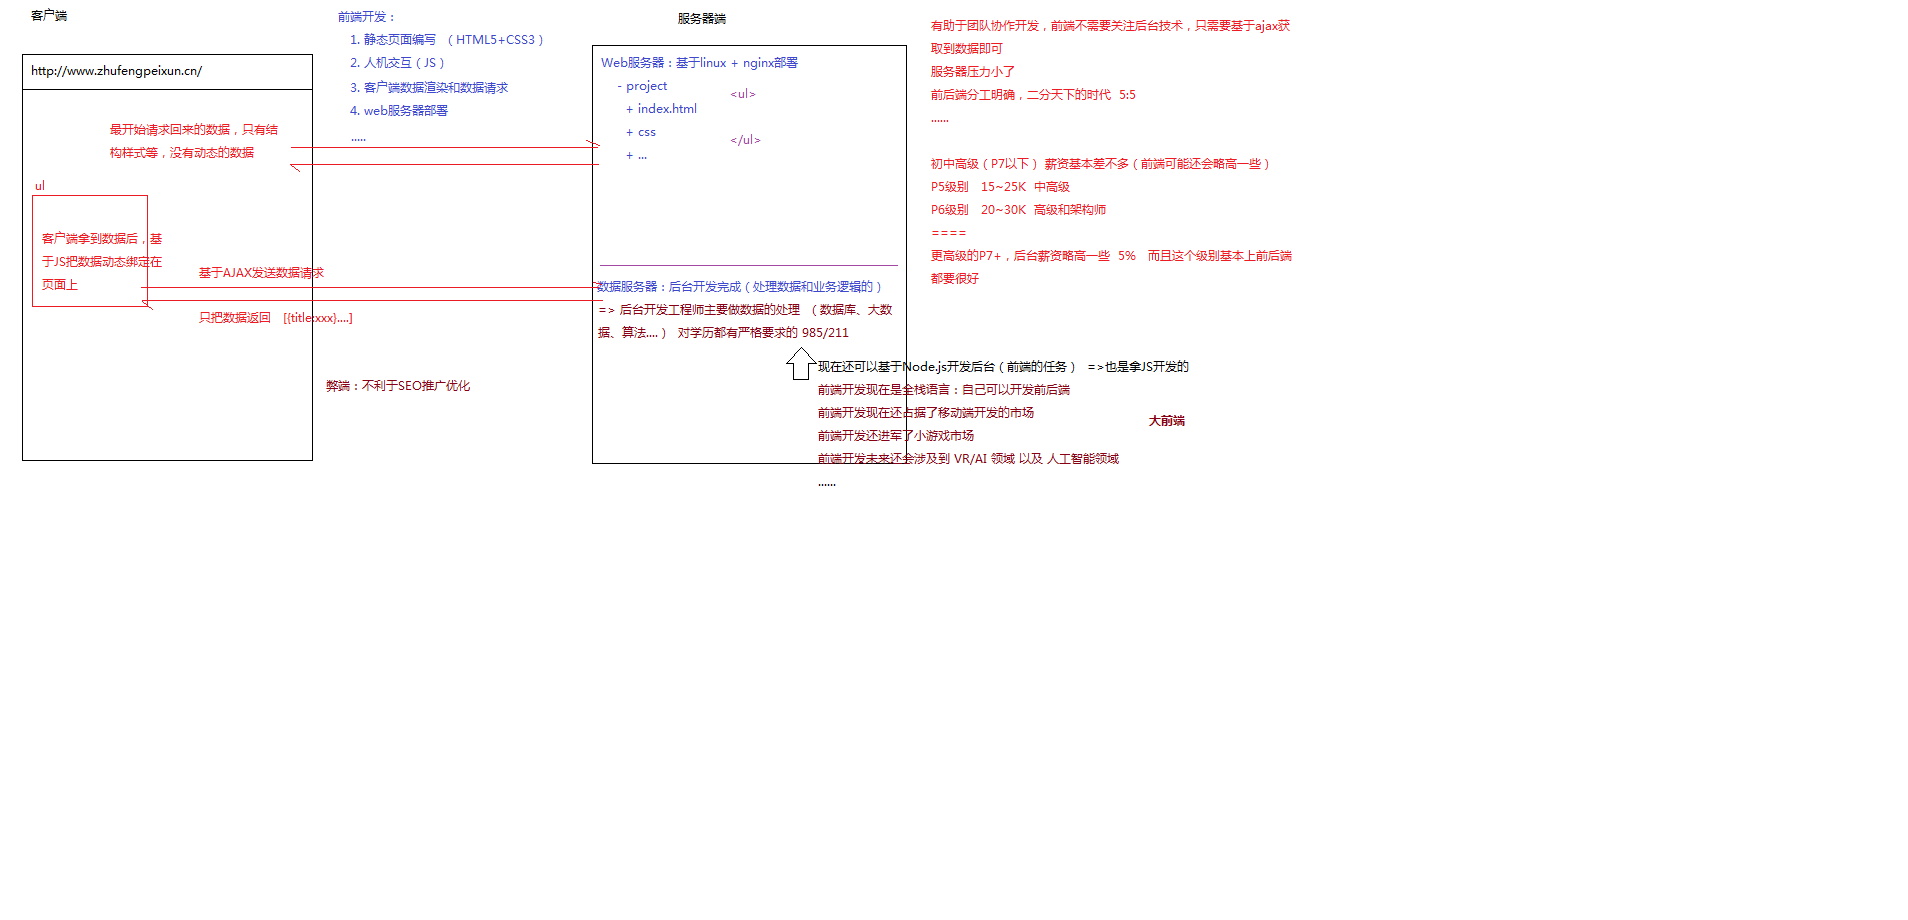 客户端
http://www.zhufengpeixun.cn/
最开始请求回来的数据，只有结
构样式等，没有动态的数据
ul
客户端拿到数据后，基
于JS把数据动态绑定在
页面上
前端开发：
1. 静态页面编写 （HTML5+CSS3）
2. 人机交互（JS）
3. 客户端数据渲染和数据请求
4. web服务器部署
.....
基于AJAX发送数据请求
只把数据返回 [{title:xxx}....]
弊端：不利于SEO推广优化
服务器端
Web服务器：基于linux + nginx部署
- project
+ index.html
+ css
+ ...
<ul>
</ul>
数据服务器：后台开发完成（处理数据和业务逻辑的）
=> 后台开发工程师主要做数据的处理 （数据库、大数
据、算法....） 对学历都有严格要求的 985/211
现在还可以基于Node.js开发后台（前端的任务） =>也是拿JS开发的
前端开发现在是全栈语言：自己可以开发前后端
前端开发现在还占据了移动端开发的市场
前端开发还进军了小游戏市场
前端开发未来还会涉及到 VR/AI 领域 以及 人工智能领域
......
大前端
有助于团队协作开发，前端不需要关注后台技术，只需要基于ajax获
取到数据即可
服务器压力小了
前后端分工明确，二分天下的时代 5:5
......
初中高级（P7以下） 薪资基本差不多（前端可能还会略高一些）
P5级别 15~25K 中高级
P6级别 20~30K 高级和架构师
====
更高级的P7+，后台薪资略高一些 5% 而且这个级别基本上前后端
都要很好